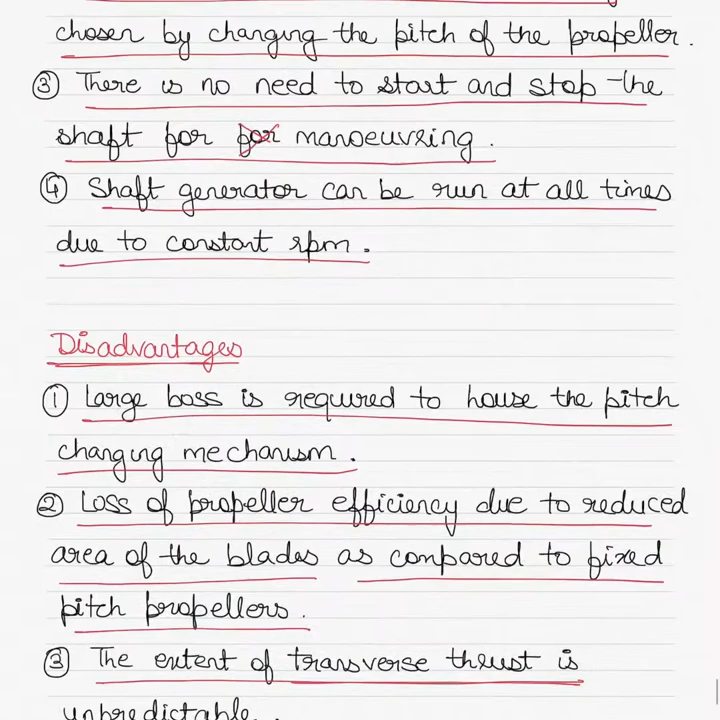 chosen by changing the pitch of the propeller.
③ There is no need to start and stop the
shaft for for manoeuvring.
④ Shaft generator can be run at all times
due to constant rpm.
Disadvantages
① Large boss is required to house the pitch
changing mechanism.
② Loss of propeller efficiency due to reduced
area of the blades as compared to fixed
pitch propellers.
③ The extent of transverse thrust is
unpredictable.